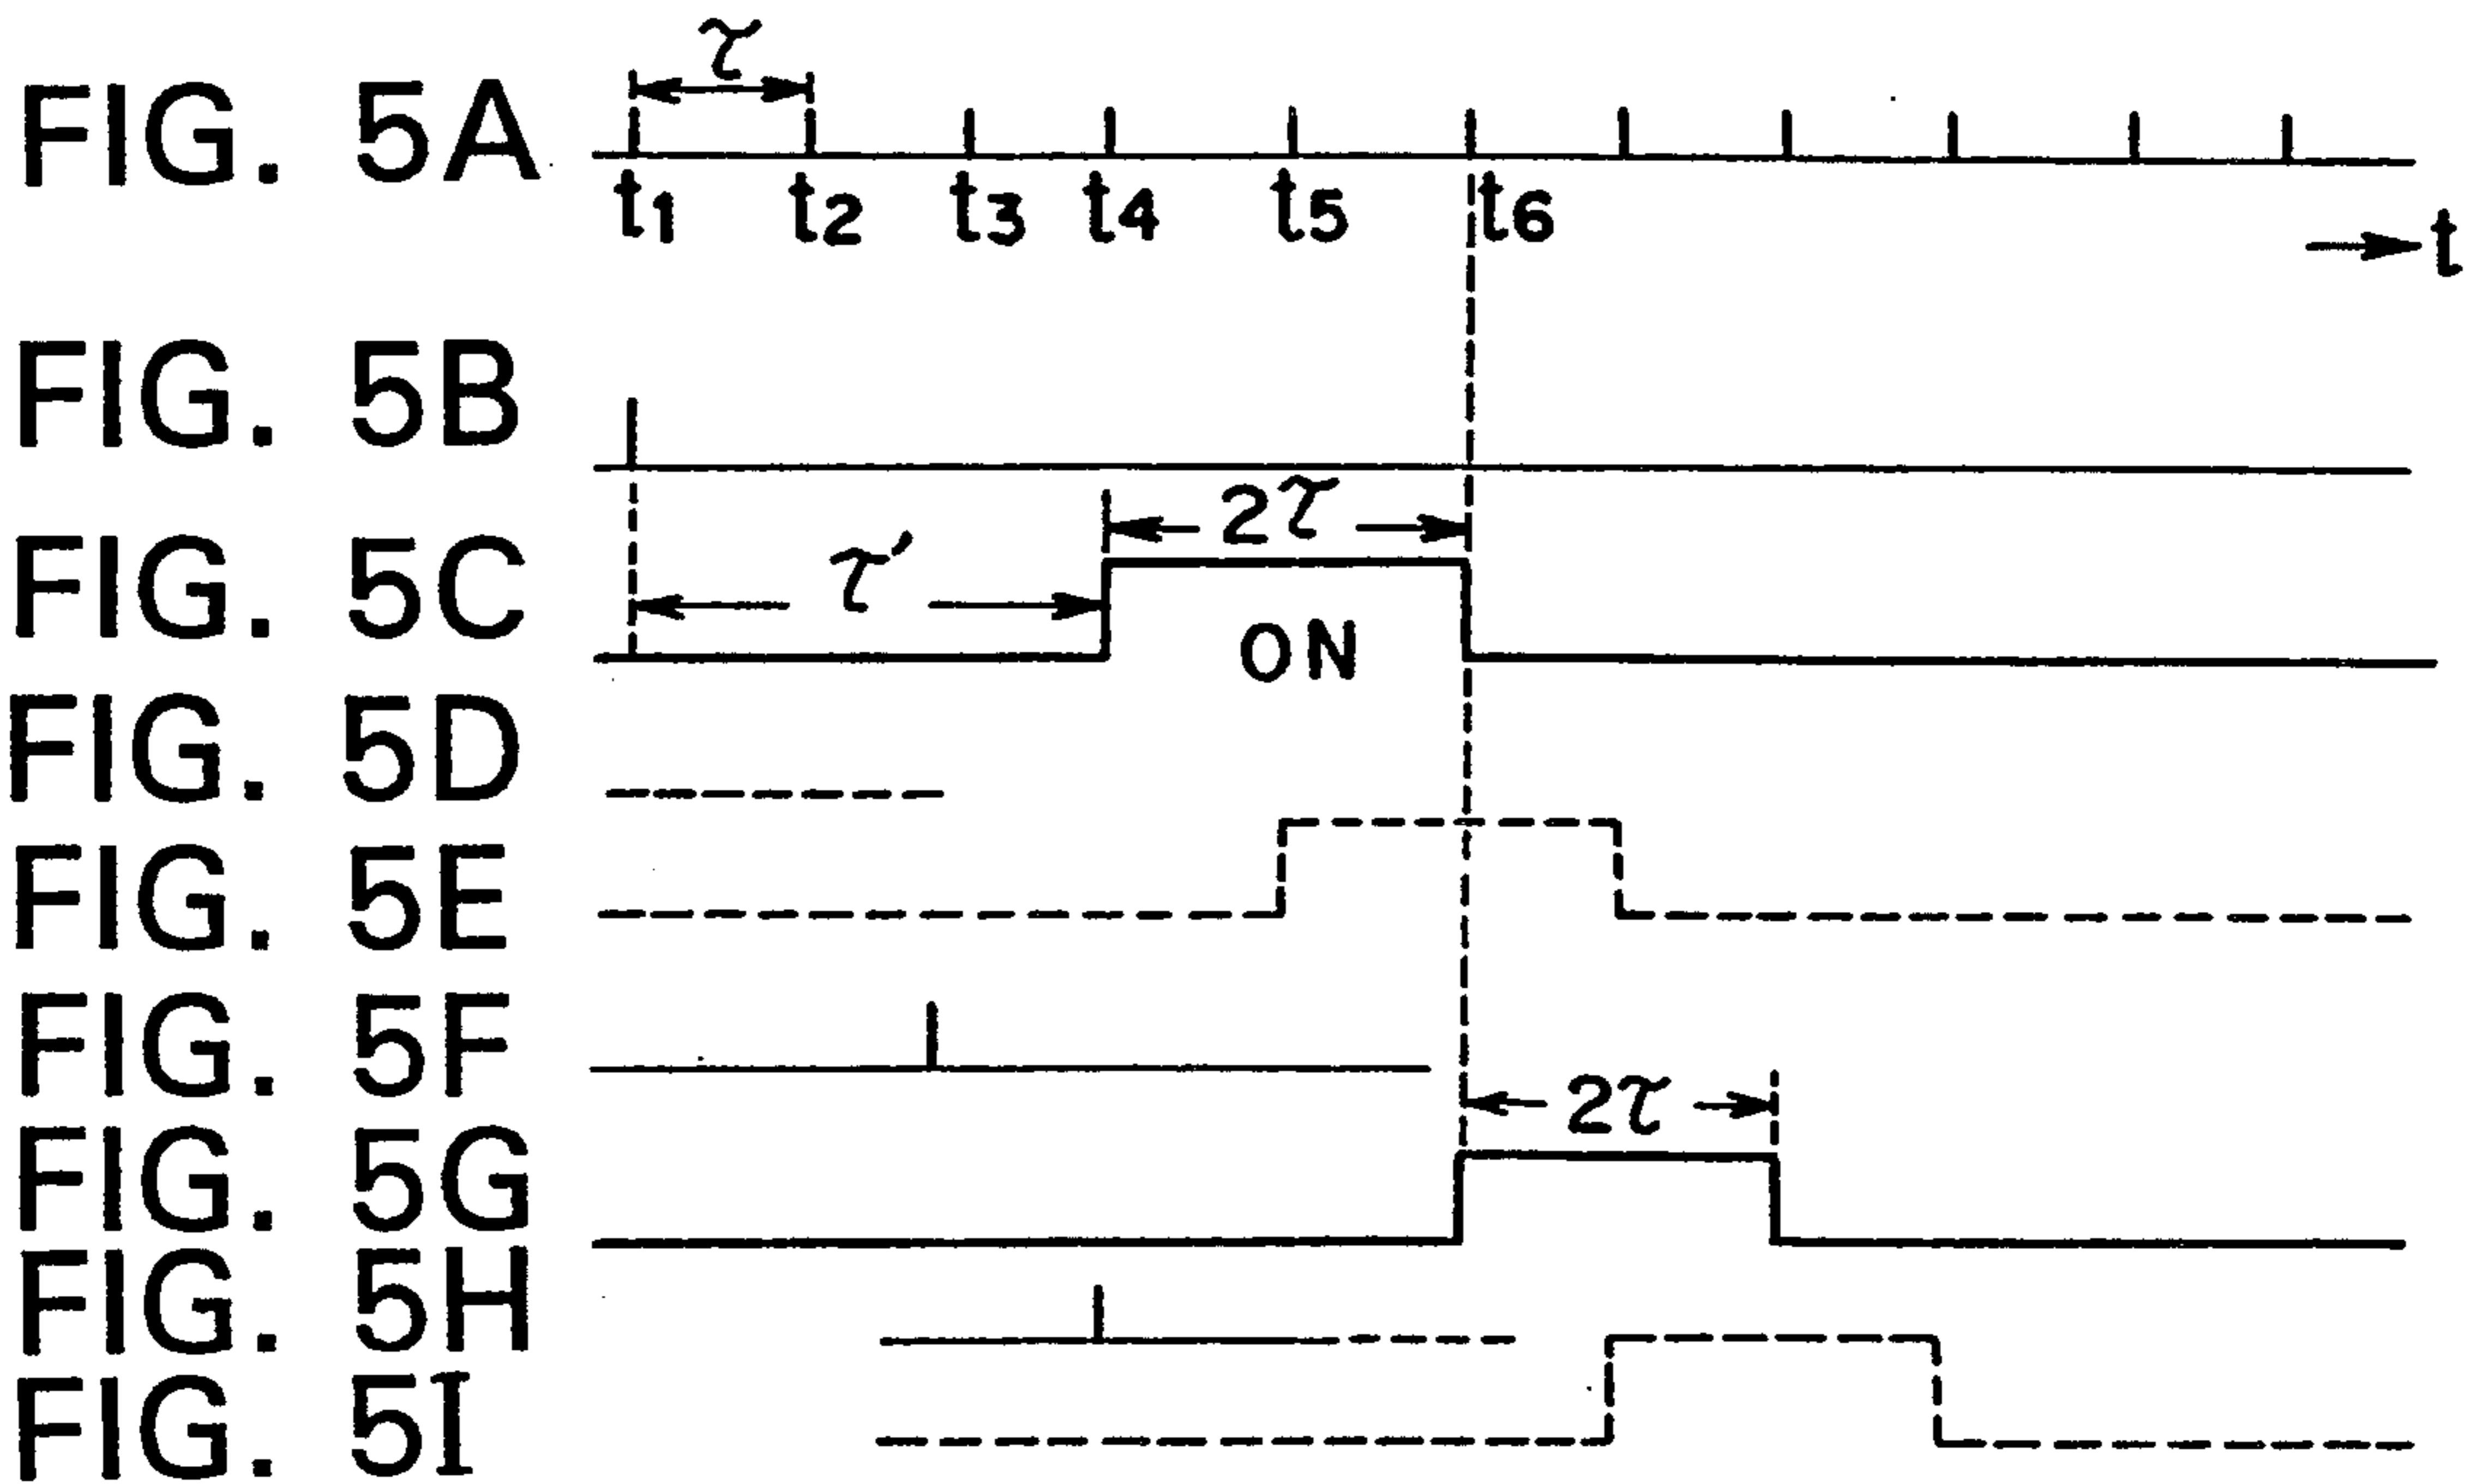 τ
FIG. 5A
t1 t2 t3 t4 t5 t6
t
FIG. 5B
2τ
FIG. 5C
τ′
ON
FIG. 5D
FIG. 5E
FIG. 5F
2τ
FIG. 5G
FIG. 5H
FIG. 5I